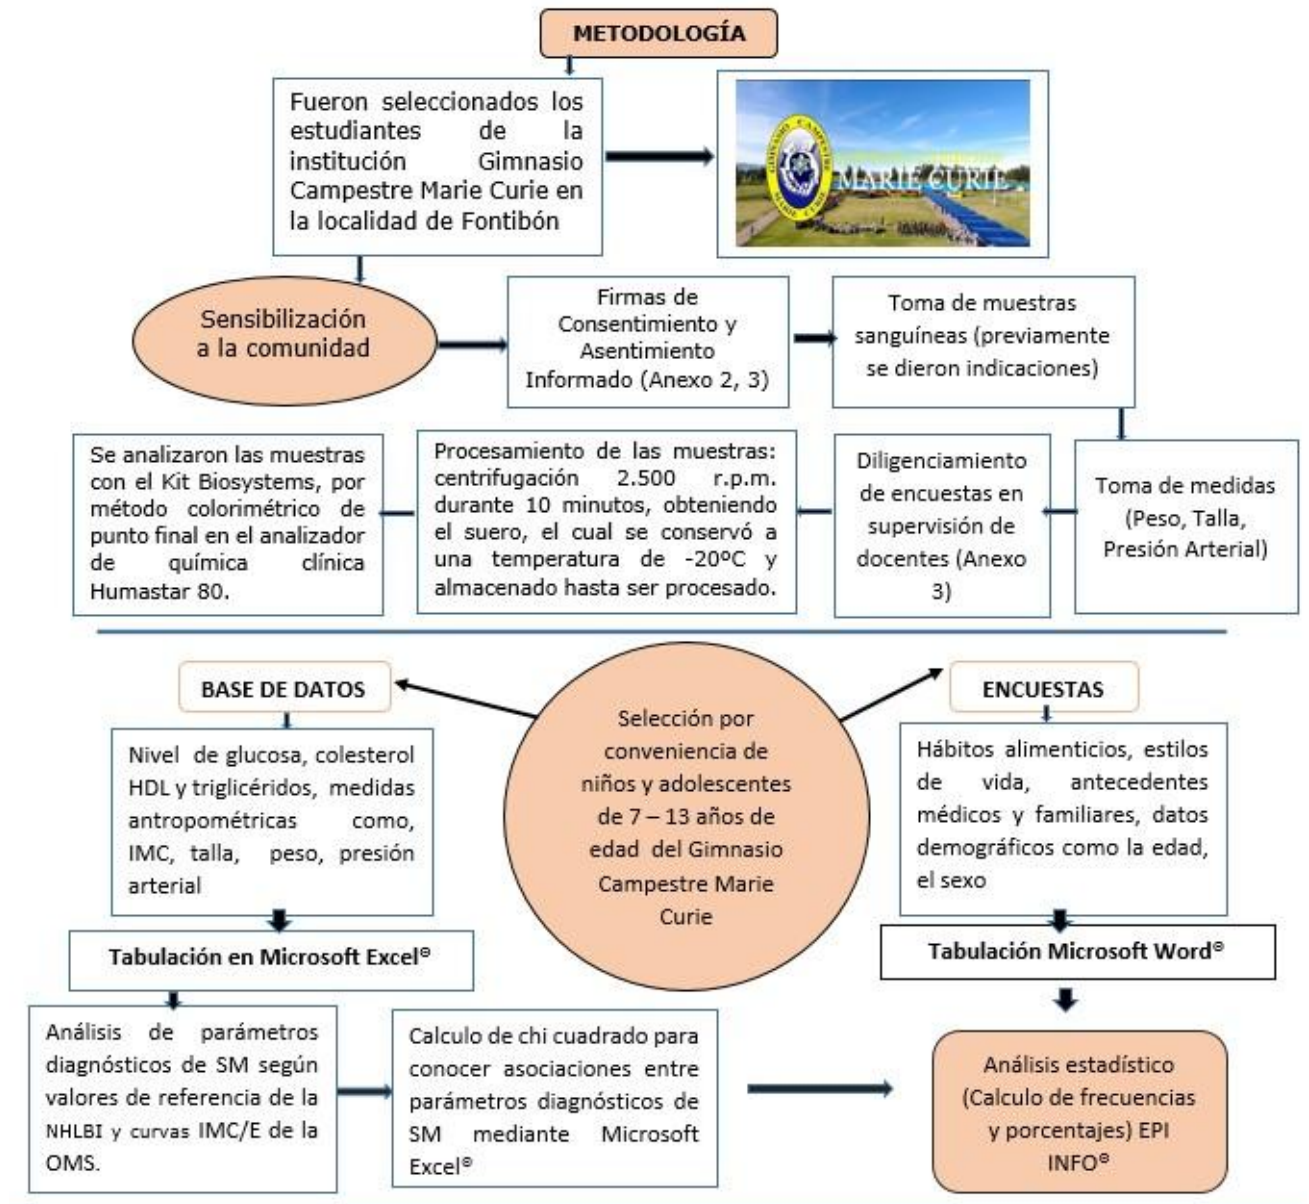 METODOLOGÍA
Fueron seleccionados los
estudiantes de la
institución Gimnasio
Campestre Marie Curie en
la localidad de Fontibón
GIMNASIO CAMPESTRE
MARIE CURIE
MARIE CURIE
Sensibilización
a la comunidad
Firmas de
Consentimiento y
Asentimiento
Informado (Anexo 2, 3)
Toma de muestras
sanguíneas (previamente
se dieron indicaciones)
Toma de medidas
(Peso, Talla,
Presión Arterial)
Diligenciamiento
de encuestas en
supervisión de
docentes (Anexo
3)
Procesamiento de las muestras:
centrifugación 2.500 r.p.m.
durante 10 minutos, obteniendo
el suero, el cual se conservó a
una temperatura de -20ºC y
almacenado hasta ser procesado.
Se analizaron las muestras
con el Kit Biosystems, por
método colorimétrico de
punto final en el analizador
de química clínica
Humastar 80.
Selección por
conveniencia de
niños y adolescentes
de 7 – 13 años de
edad del Gimnasio
Campestre Marie
Curie
BASE DE DATOS
Nivel de glucosa, colesterol
HDL y triglicéridos, medidas
antropométricas como,
IMC, talla, peso, presión
arterial
Tabulación en Microsoft Excel®
Análisis de parámetros
diagnósticos de SM según
valores de referencia de la
NHLBI y curvas IMC/E de la
OMS.
Calculo de chi cuadrado para
conocer asociaciones entre
parámetros diagnósticos de
SM mediante Microsoft
Excel®
ENCUESTAS
Hábitos alimenticios, estilos
de vida, antecedentes
médicos y familiares, datos
demográficos como la edad,
el sexo
Tabulación Microsoft Word®
Análisis estadístico
(Calculo de frecuencias
y porcentajes) EPI
INFO®